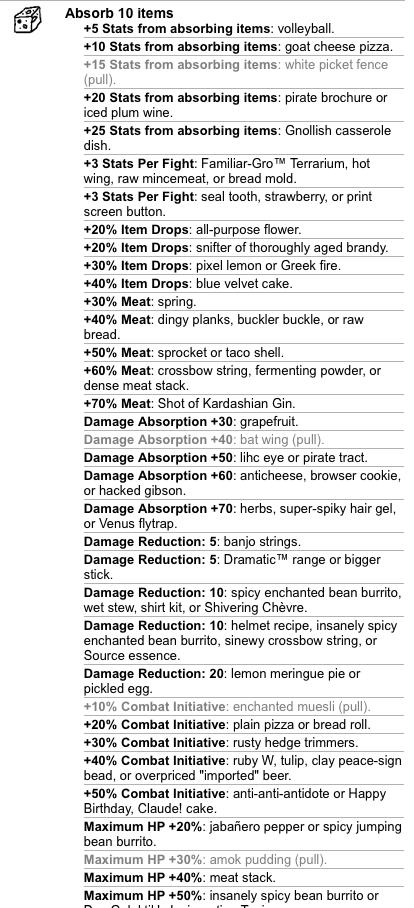 Absorb 10 items
+5 Stats from absorbing items: volleyball.
+10 Stats from absorbing items: goat cheese pizza.
+15 Stats from absorbing items: white picket fence
(pull).
+20 Stats from absorbing items: pirate brochure or
iced plum wine.
+25 Stats from absorbing items: Gnollish casserole
dish.
+3 Stats Per Fight: Familiar-Gro™ Terrarium, hot
wing, raw mincemeat, or bread mold.
+3 Stats Per Fight: seal tooth, strawberry, or print
screen button.
+20% Item Drops: all-purpose flower.
+20% Item Drops: snifter of thoroughly aged brandy.
+30% Item Drops: pixel lemon or Greek fire.
+40% Item Drops: blue velvet cake.
+30% Meat: spring.
+40% Meat: dingy planks, buckler buckle, or raw
bread.
+50% Meat: sprocket or taco shell.
+60% Meat: crossbow string, fermenting powder, or
dense meat stack.
+70% Meat: Shot of Kardashian Gin.
Damage Absorption +30: grapefruit.
Damage Absorption +40: bat wing (pull).
Damage Absorption +50: lihc eye or pirate tract.
Damage Absorption +60: anticheese, browser cookie,
or hacked gibson.
Damage Absorption +70: herbs, super-spiky hair gel,
or Venus flytrap.
Damage Reduction: 5: banjo strings.
Damage Reduction: 5: Dramatic™ range or bigger
stick.
Damage Reduction: 10: spicy enchanted bean burrito,
wet stew, shirt kit, or Shivering Chèvre.
Damage Reduction: 10: helmet recipe, insanely spicy
enchanted bean burrito, sinewy crossbow string, or
Source essence.
Damage Reduction: 20: lemon meringue pie or
pickled egg.
+10% Combat Initiative: enchanted muesli (pull).
+20% Combat Initiative: plain pizza or bread roll.
+30% Combat Initiative: rusty hedge trimmers.
+40% Combat Initiative: ruby W, tulip, clay peace-sign
bead, or overpriced "imported" beer.
+50% Combat Initiative: anti-anti-antidote or Happy
Birthday, Claude! cake.
Maximum HP +20%: jabañero pepper or spicy jumping
bean burrito.
Maximum HP +30%: amok pudding (pull).
Maximum HP +40%: meat stack.
Maximum HP +50%: insanely spicy bean burrito or